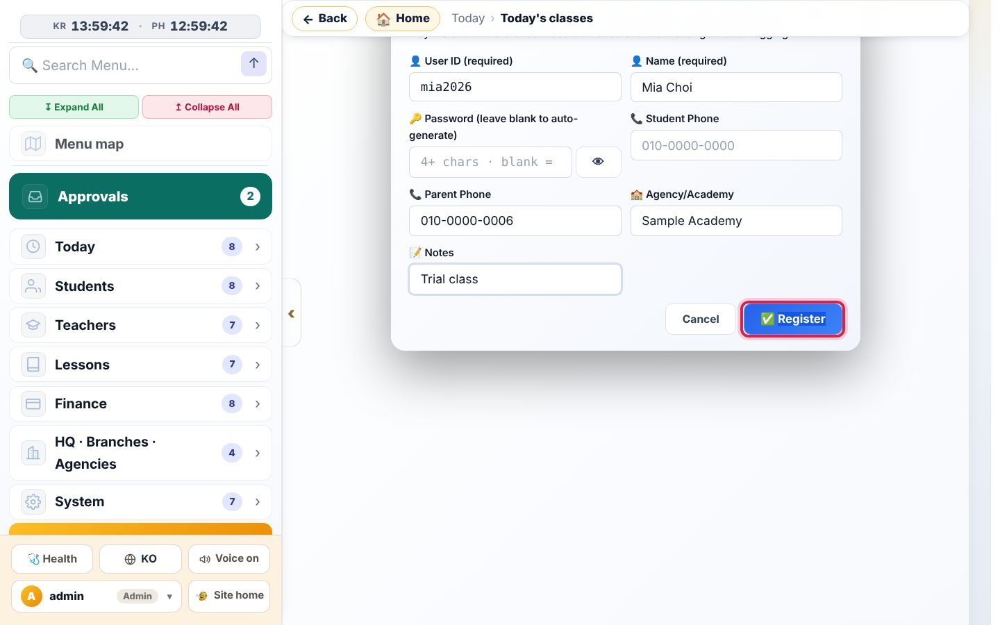 KR 13:59:42 • PH 12:59:42
🔍 Search Menu...
↑
↧ Expand All
↥ Collapse All
Menu map
Approvals 2
Today 8 ›
Students 8 ›
Teachers 7 ›
Lessons 7 ›
Finance 8 ›
HQ · Branches ·
Agencies 4 ›
System 7 ›
🩺 Health
KO
Voice on
A admin Admin ▾
Site home
← Back
🏠 Home
Today › Today's classes
👤 User ID (required)
mia2026
👤 Name (required)
Mia Choi
🔑 Password (leave blank to auto-
generate)
4+ chars · blank =
📞 Student Phone
010-0000-0000
📞 Parent Phone
010-0000-0006
🏫 Agency/Academy
Sample Academy
📝 Notes
Trial class
Cancel
✅ Register
‹